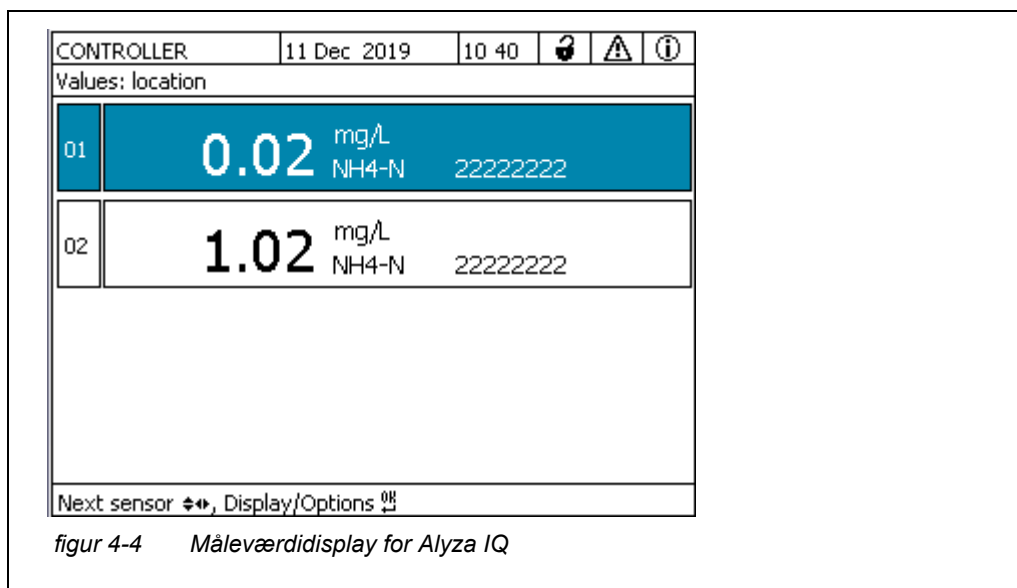 CONTROLLER 11 Dec 2019 10 40
Values: location
01 0.02 mg/L NH4-N 22222222
02 1.02 mg/L NH4-N 22222222
Next sensor, Display/Options OK
figur 4-4 Måleværdidisplay for Alyza IQ